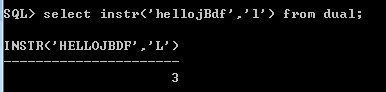 SQL> select instr('hellojBdf','l') from dual;
INSTR('HELLOJBDF','L')
----------------------
3